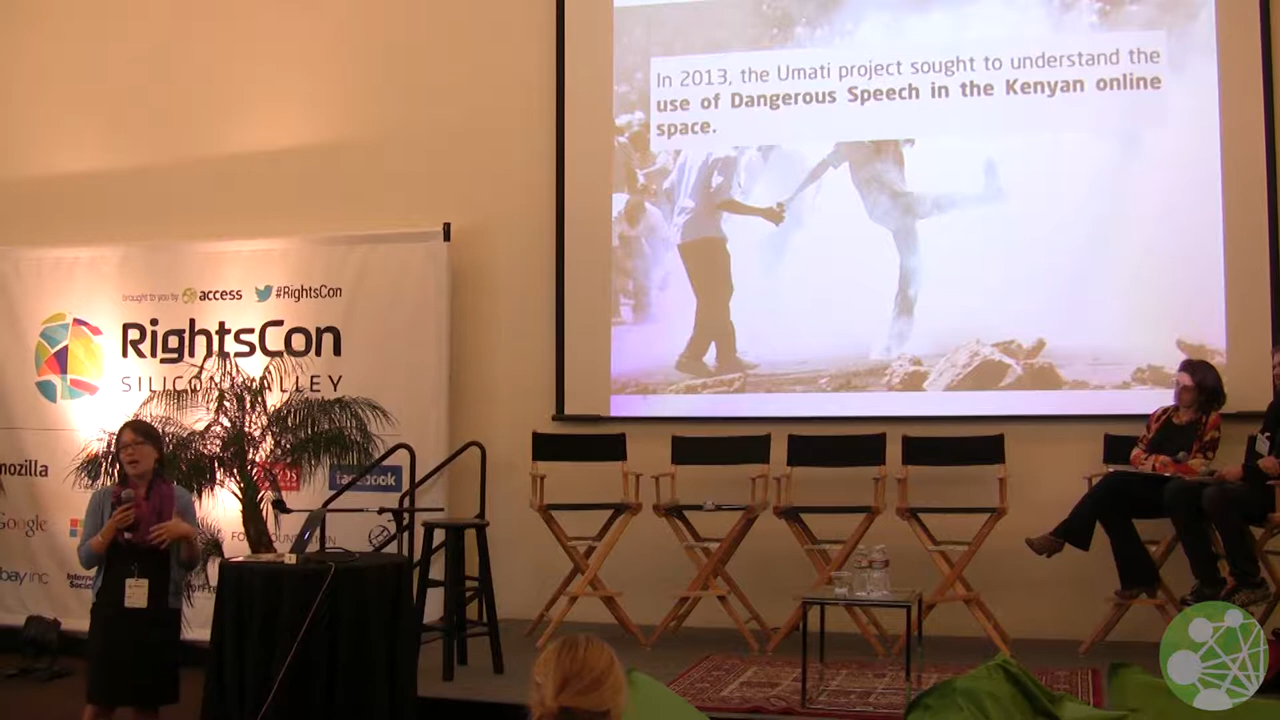 In 2013, the Umati project sought to understand the
use of Dangerous Speech in the Kenyan online
space.
brought to you by access #RightsCon
RightsCon
SILICON VALLEY
mozilla
facebook
Google
bay inc